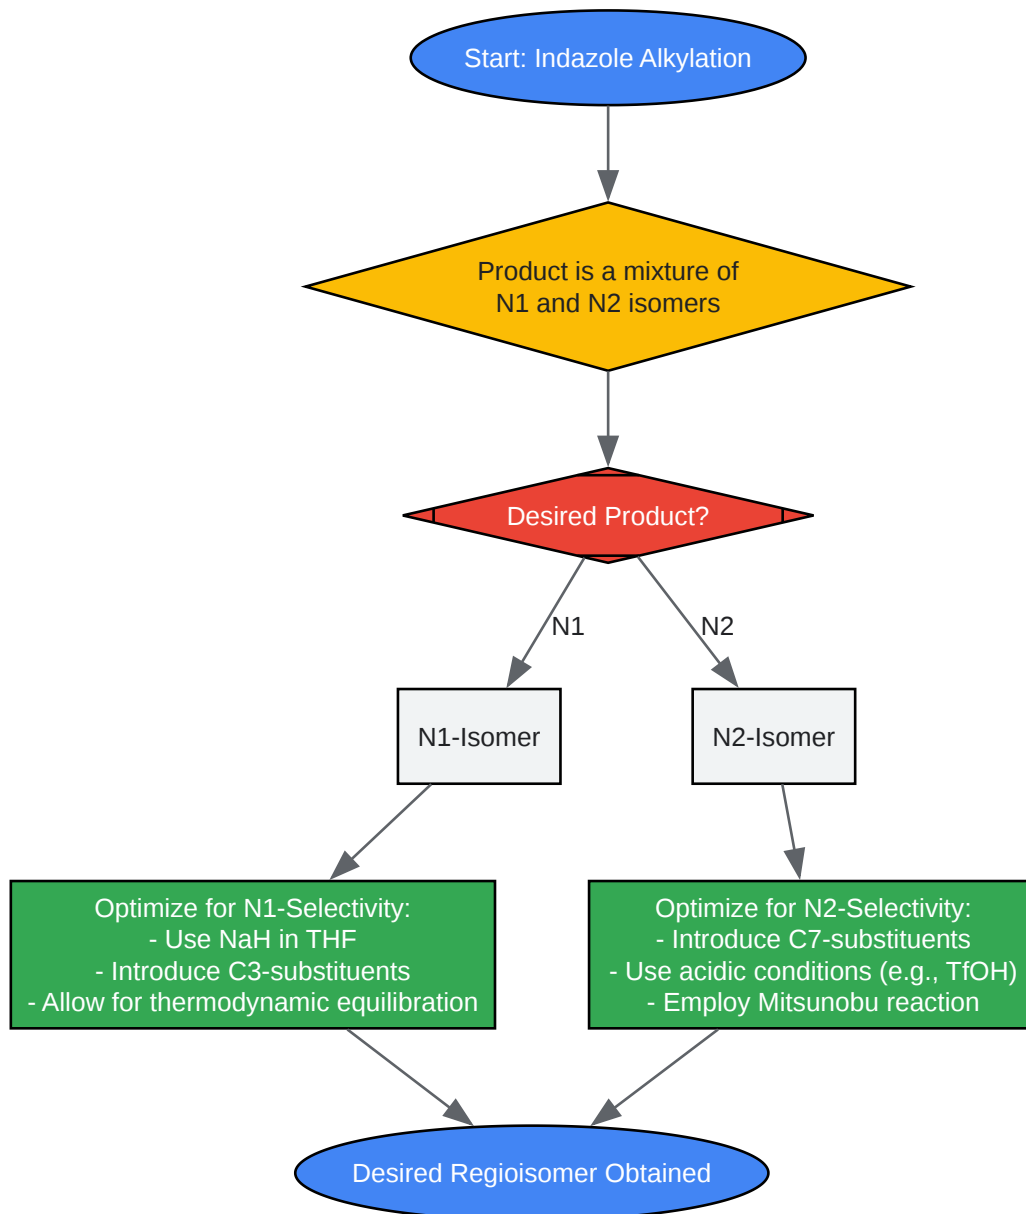 Start: Indazole Alkylation
Product is a mixture of
N1 and N2 isomers
Desired Product?
N1
N2
N1-Isomer
N2-Isomer
Optimize for N1-Selectivity:
- Use NaH in THF
- Introduce C3-substituents
- Allow for thermodynamic equilibration
Optimize for N2-Selectivity:
- Introduce C7-substituents
- Use acidic conditions (e.g., TfOH)
- Employ Mitsunobu reaction
Desired Regioisomer Obtained